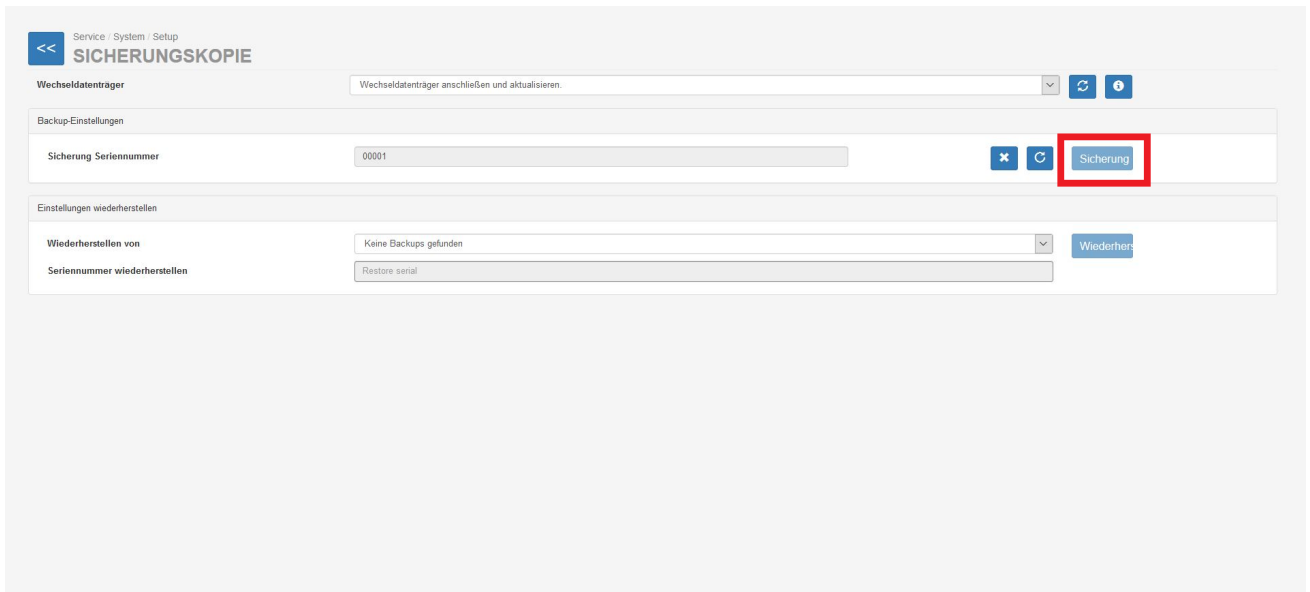 <<
Service / System / Setup
SICHERUNGSKOPIE
Wechseldatenträger
Wechseldatenträger anschließen und aktualisieren.
Backup-Einstellungen
Sicherung Seriennummer
00001
Sicherung
Einstellungen wiederherstellen
Wiederherstellen von
Keine Backups gefunden
Wiederhers
Seriennummer wiederherstellen
Restore serial